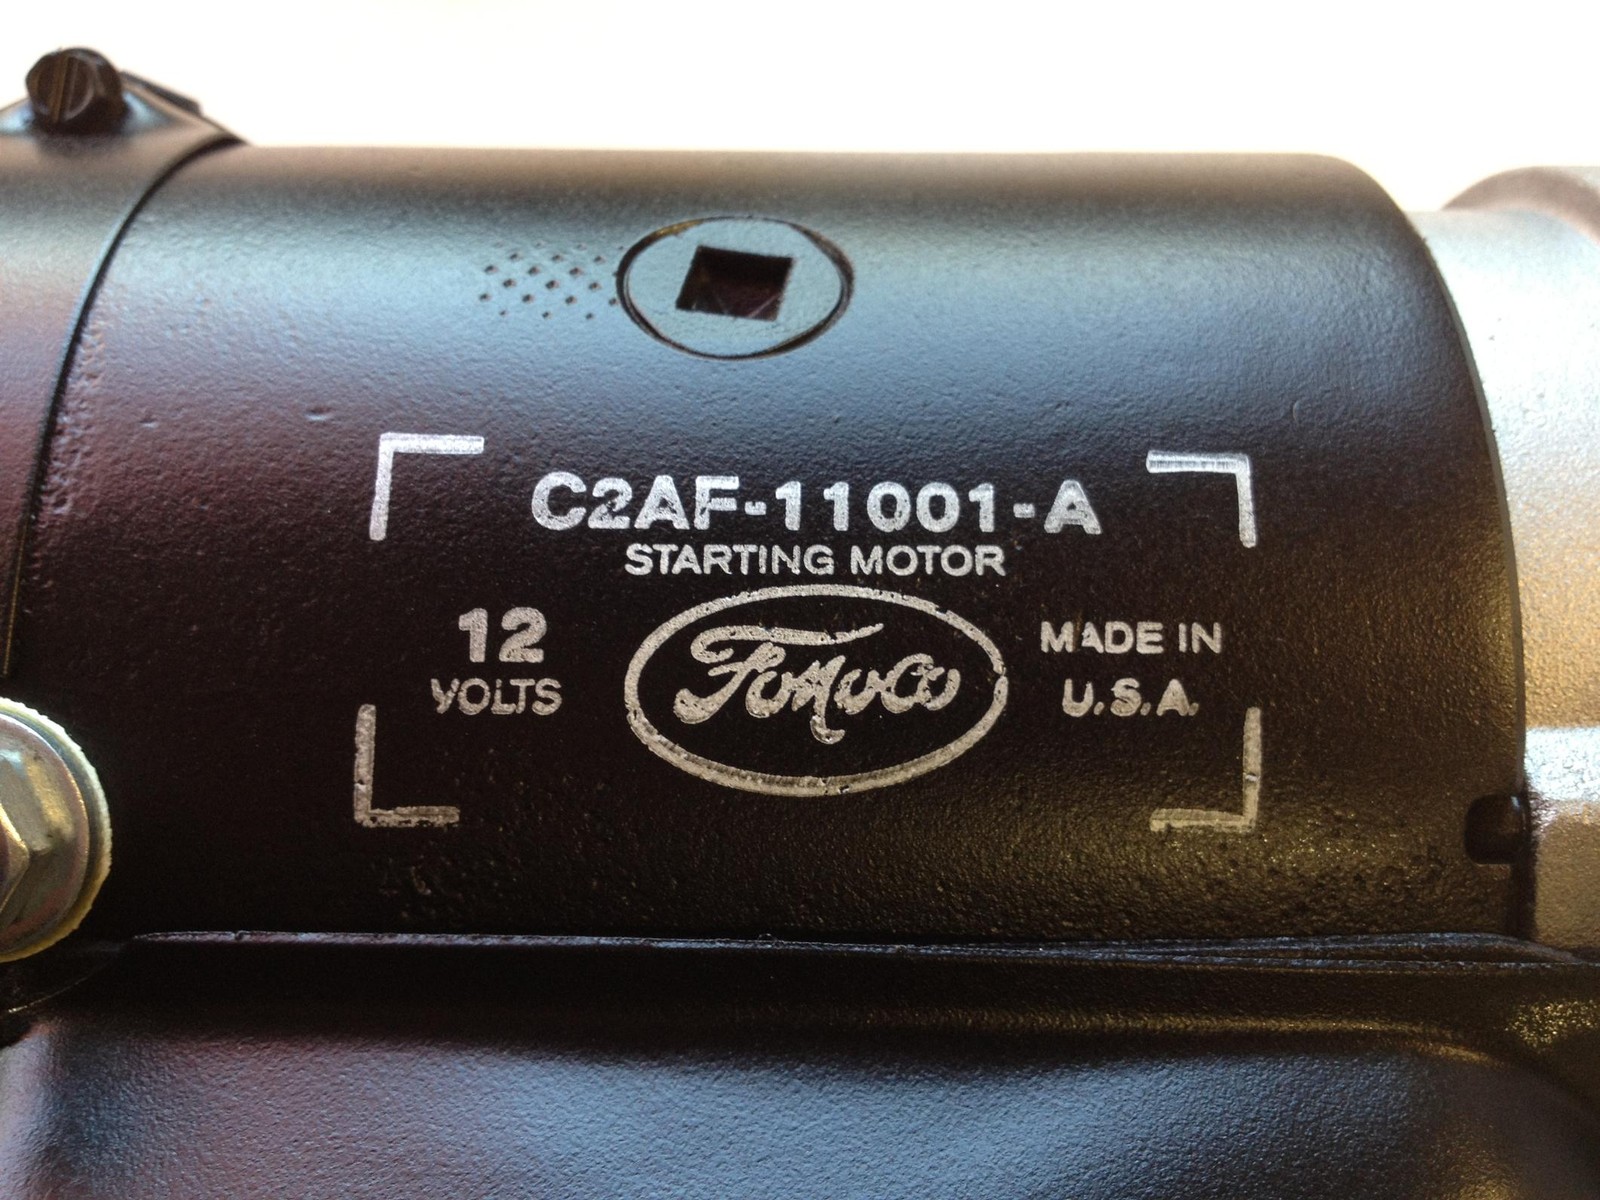 C2AF-11001-A
STARTING MOTOR
12
VOLTS
FoMoCo
MADE IN
U.S.A.